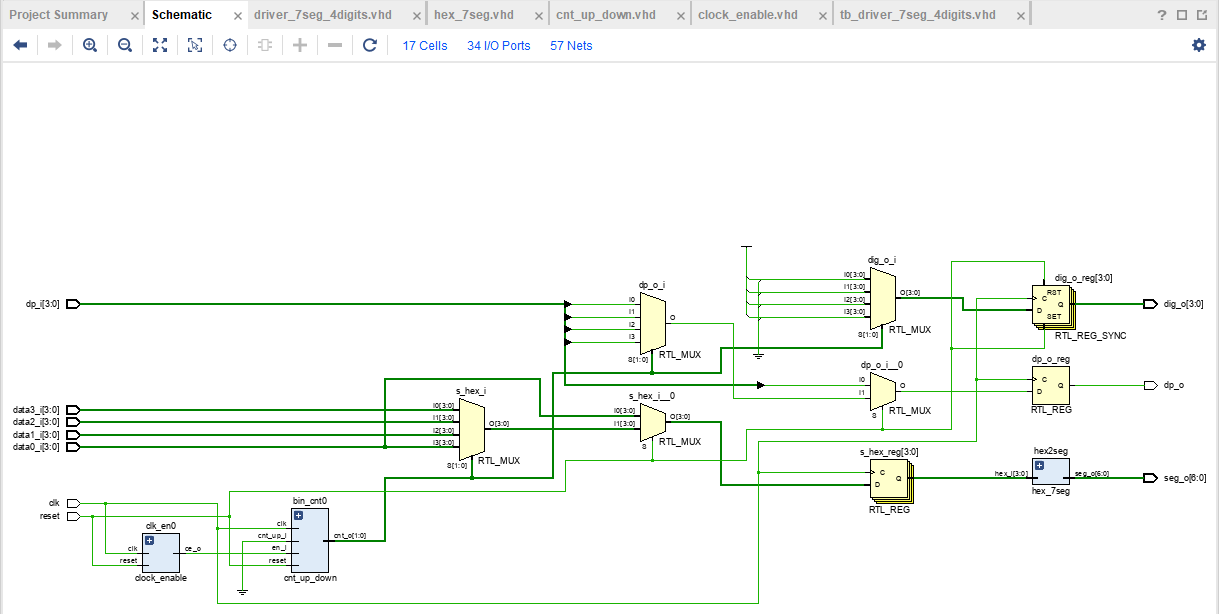 Project Summary
Schematic
driver_7seg_4digits.vhd
hex_7seg.vhd
cnt_up_down.vhd
clock_enable.vhd
tb_driver_7seg_4digits.vhd
17 Cells 34 I/O Ports 57 Nets
dig_o_i
I0[3:0]
I1[3:0]
I2[3:0]
I3[3:0]
O[3:0]
S[1:0]
RTL_MUX
dig_o_reg[3:0]
RST
C
Q
D
SET
RTL_REG_SYNC
dig_o[3:0]
dp_i[3:0]
dp_o_i
I0
I1
I2
I3
O
S[1:0]
RTL_MUX
dp_o_i__0
I0
I1
O
S
RTL_MUX
dp_o_reg
C
Q
D
RTL_REG
dp_o
data3_i[3:0]
data2_i[3:0]
data1_i[3:0]
data0_i[3:0]
s_hex_i
I0[3:0]
I1[3:0]
I2[3:0]
I3[3:0]
O[3:0]
S[1:0]
RTL_MUX
s_hex_i__0
I0[3:0]
I1[3:0]
O[3:0]
S
RTL_MUX
s_hex_reg[3:0]
C
Q
D
RTL_REG
hex2seg
hex_i[3:0]
seg_o[6:0]
hex_7seg
seg_o[6:0]
clk
reset
clk_en0
clk
reset
ce_o
clock_enable
bin_cnt0
clk
cnt_up_i
en_i
reset
cnt_o[1:0]
cnt_up_down